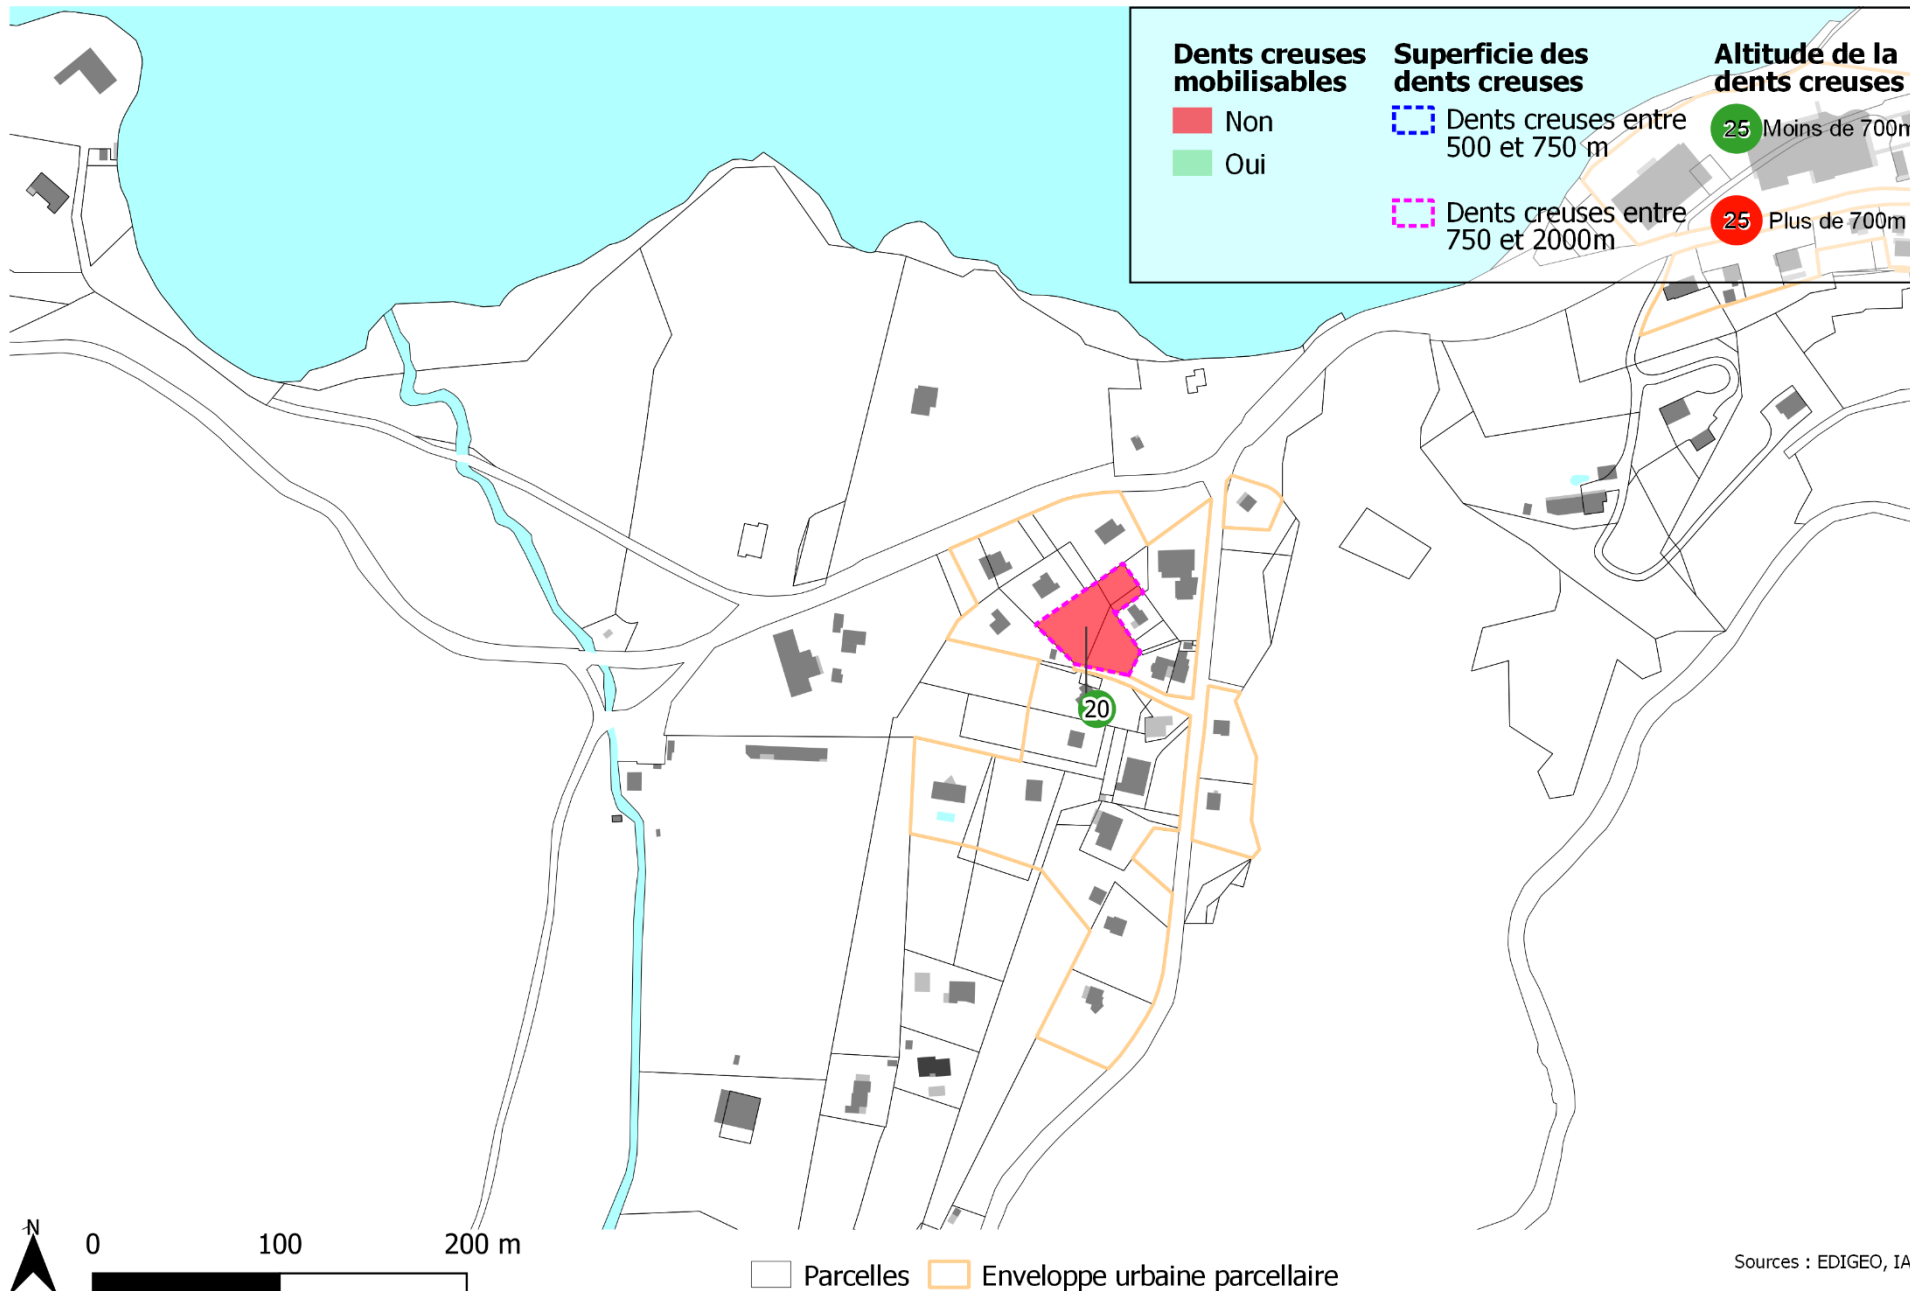 Dents creuses
mobilisables
Non
Oui
Superficie des
dents creuses
Dents creuses entre
500 et 750 m
Dents creuses entre
750 et 2000m
Altitude de la
dents creuses
25 Moins de 700m
25 Plus de 700m
20
N
0 100 200 m
Parcelles
Enveloppe urbaine parcellaire
Sources : EDIGEO, IA